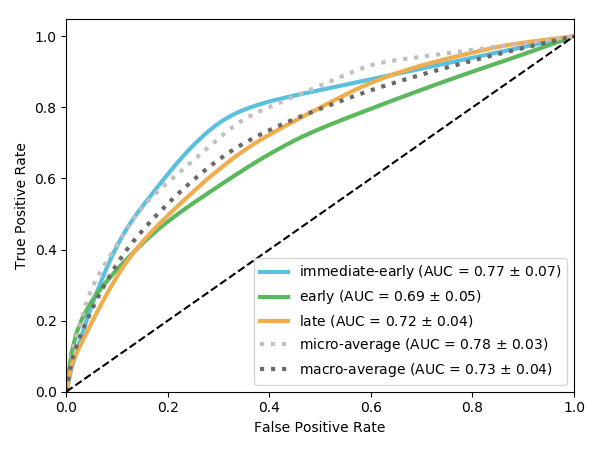 1.0
0.8
0.6
0.4
0.2
0.0
True Positive Rate
immediate-early (AUC = 0.77 ± 0.07)
early (AUC = 0.69 ± 0.05)
late (AUC = 0.72 ± 0.04)
micro-average (AUC = 0.78 ± 0.03)
macro-average (AUC = 0.73 ± 0.04)
0.0 0.2 0.4 0.6 0.8 1.0
False Positive Rate